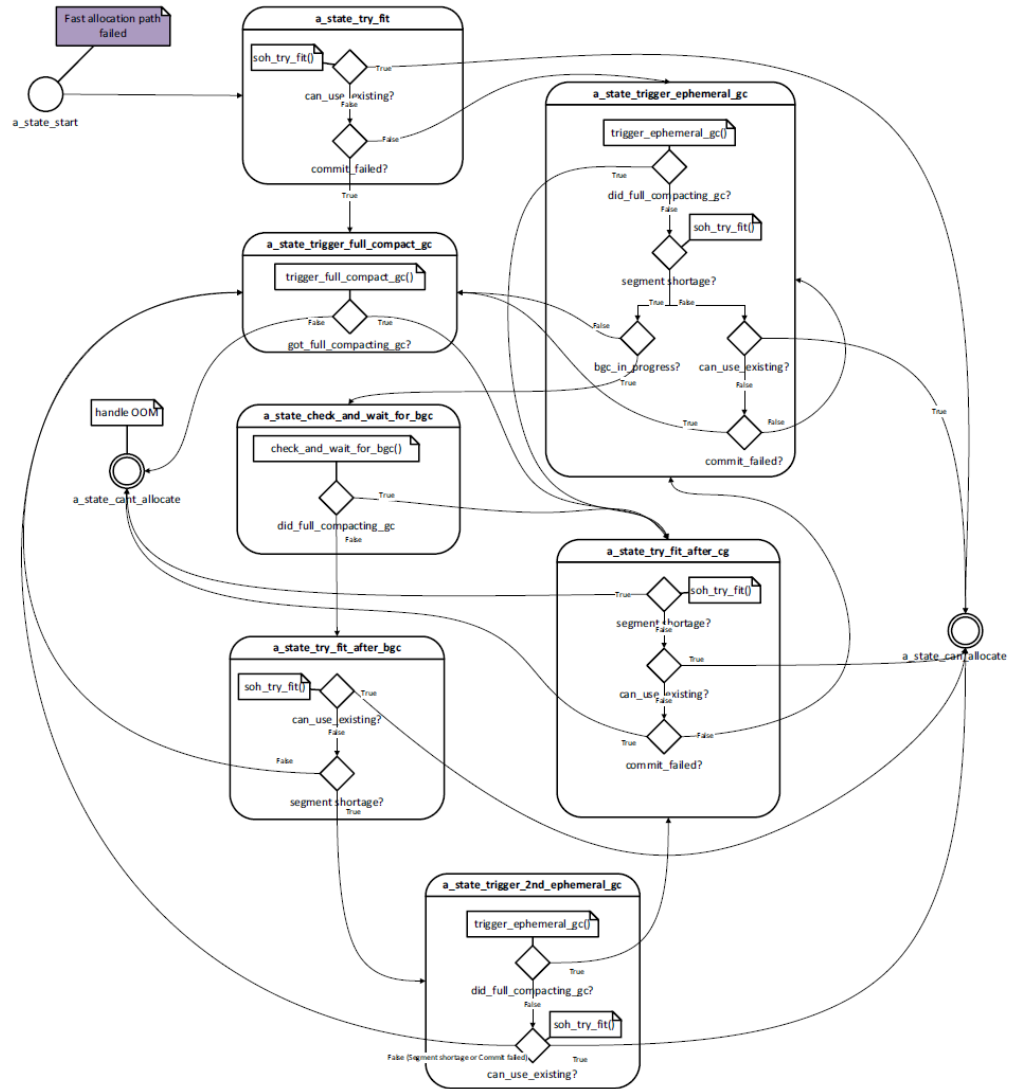 Fast allocation path
failed
a_state_start
a_state_try_fit
soh_try_fit()
True
can_use_existing?
False
False
commit_failed?
True
a_state_trigger_ephemeral_gc
trigger_ephemeral_gc()
True
did_full_compacting_gc?
False
soh_try_fit()
segment shortage?
True
False
False
bgc_in_progress?
True
can_use_existing?
False
True
False
commit_failed?
True
a_state_trigger_full_compact_gc
trigger_full_compact_gc()
False
True
got_full_compacting_gc?
handle OOM
a_state_cant_allocate
a_state_check_and_wait_for_bgc
check_and_wait_for_bgc()
True
did_full_compacting_gc
False
a_state_try_fit_after_cg
soh_try_fit()
True
segment shortage?
False
True
can_use_existing?
False
True
False
commit_failed?
a_state_can_allocate
a_state_try_fit_after_bgc
soh_try_fit()
True
can_use_existing?
False
False
segment shortage?
True
a_state_trigger_2nd_ephemeral_gc
trigger_ephemeral_gc()
True
did_full_compacting_gc?
False
soh_try_fit()
False (Segment shortage or Commit failed)
True
can_use_existing?